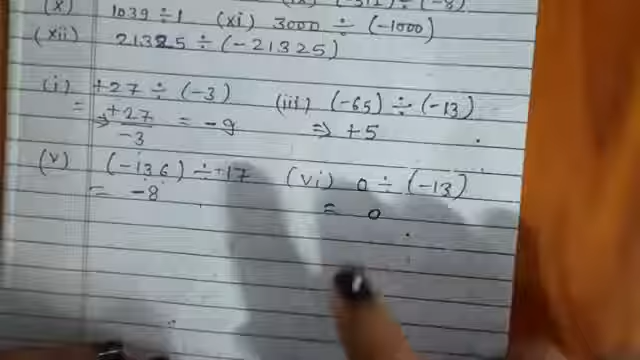 (x) 1039 ÷ 1 (xi) 3000 ÷ (-1000)
(xii) 21325 ÷ (-21325)
(i) +27 ÷ (-3) (iii) (-65) ÷ (-13)
= ⇒ +27/-3 = -9 ⇒ +5
(v) (-136) ÷ +17 (vi) 0 ÷ (-13)
= -8 = 0